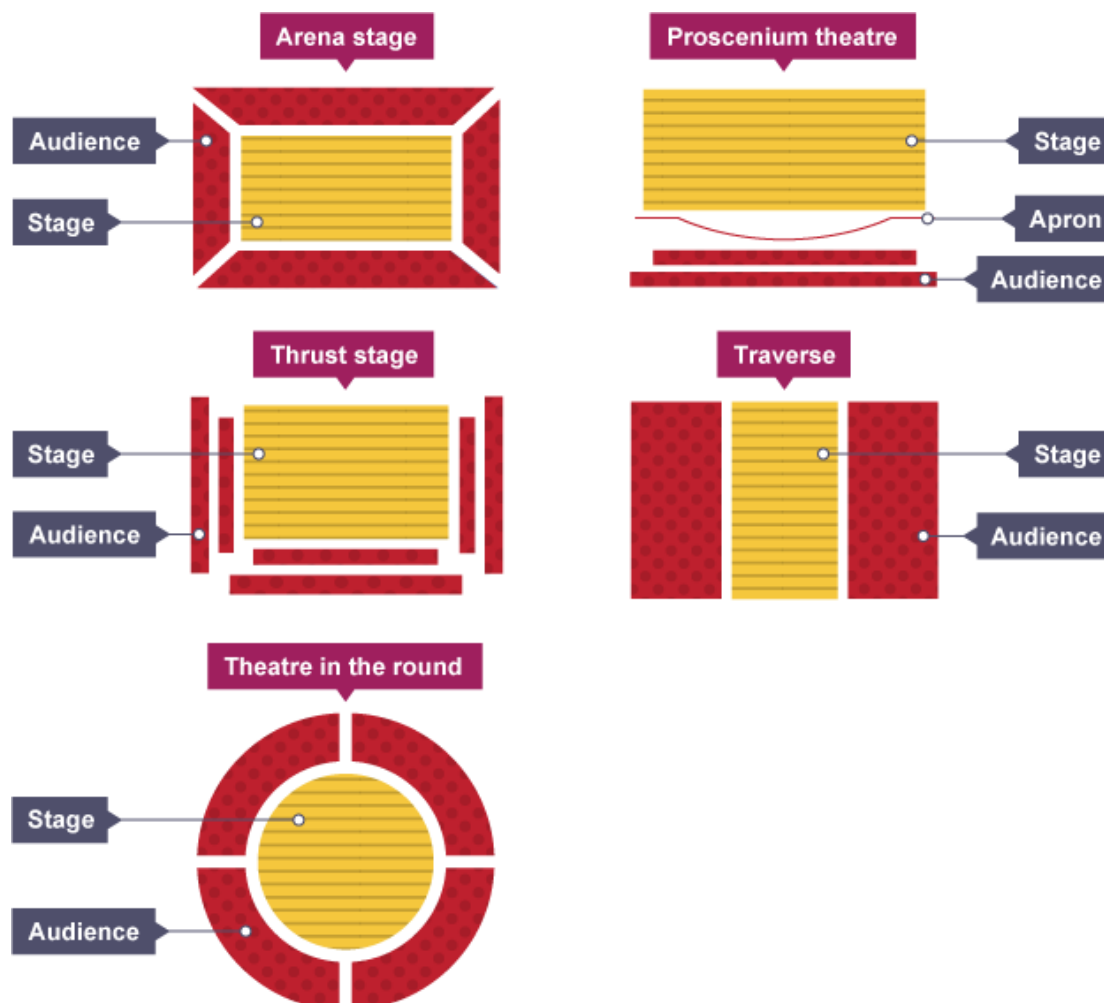 Arena stage
Audience
Stage
Proscenium theatre
Stage
Apron
Audience
Thrust stage
Stage
Audience
Traverse
Stage
Audience
Theatre in the round
Stage
Audience